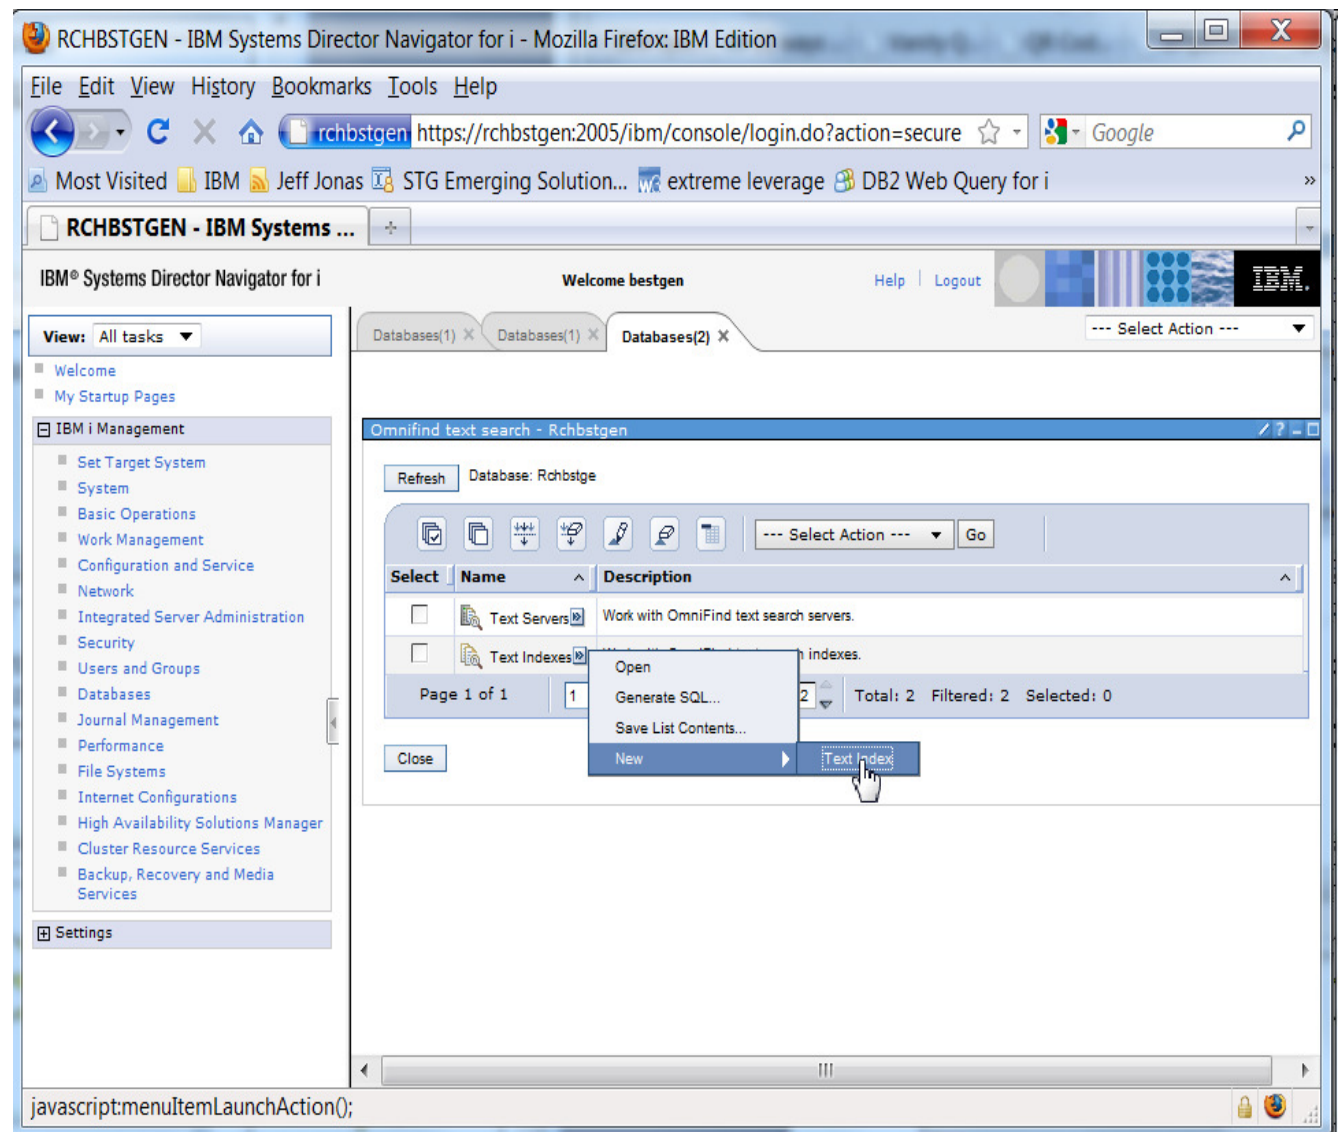 RCHBSTGEN - IBM Systems Director Navigator for i - Mozilla Firefox: IBM Edition
File Edit View History Bookmarks Tools Help
rchbstgen https://rchbstgen:2005/ibm/console/login.do?action=secure Google
Most Visited IBM Jeff Jonas STG Emerging Solution... extreme leverage DB2 Web Query for i »
RCHBSTGEN - IBM Systems ...
IBM® Systems Director Navigator for i Welcome bestgen Help Logout IBM.
View: All tasks
Databases(1) Databases(1) Databases(2) --- Select Action ---
Welcome
My Startup Pages
IBM i Management
Set Target System
System
Basic Operations
Work Management
Configuration and Service
Network
Integrated Server Administration
Security
Users and Groups
Databases
Journal Management
Performance
File Systems
Internet Configurations
High Availability Solutions Manager
Cluster Resource Services
Backup, Recovery and Media
Services
Settings
Omnifind text search - Rchbstgen
Refresh Database: Rchbstge
--- Select Action --- Go
Select Name Description
Text Servers Work with OmniFind text search servers.
Text Indexes indexes.
Page 1 of 1 1 2 Total: 2 Filtered: 2 Selected: 0
Open
Generate SQL...
Save List Contents...
New Text Index
Close
javascript:menuItemLaunchAction();